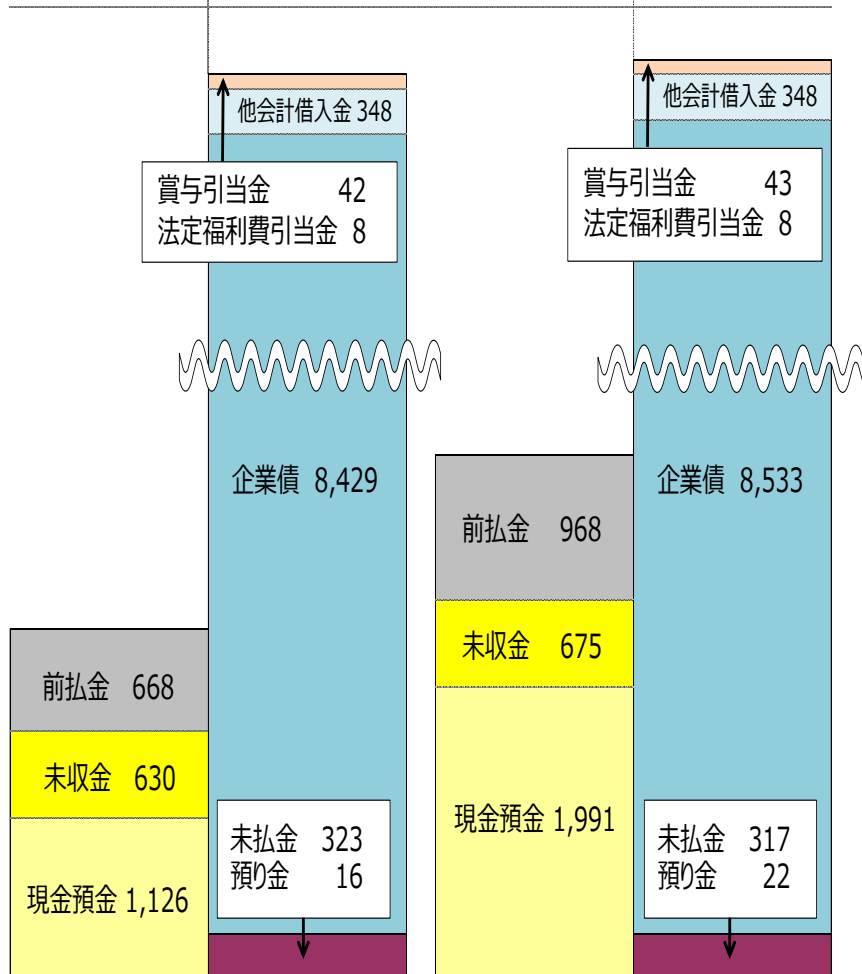 他会計借入金 348
賞与引当金 42
法定福利費引当金 8
企業債 8,429
前払金 668
未収金 630
現金預金 1,126
未払金 323
預り金 16
他会計借入金 348
賞与引当金 43
法定福利費引当金 8
企業債 8,533
前払金 968
未収金 675
現金預金 1,991
未払金 317
預り金 22